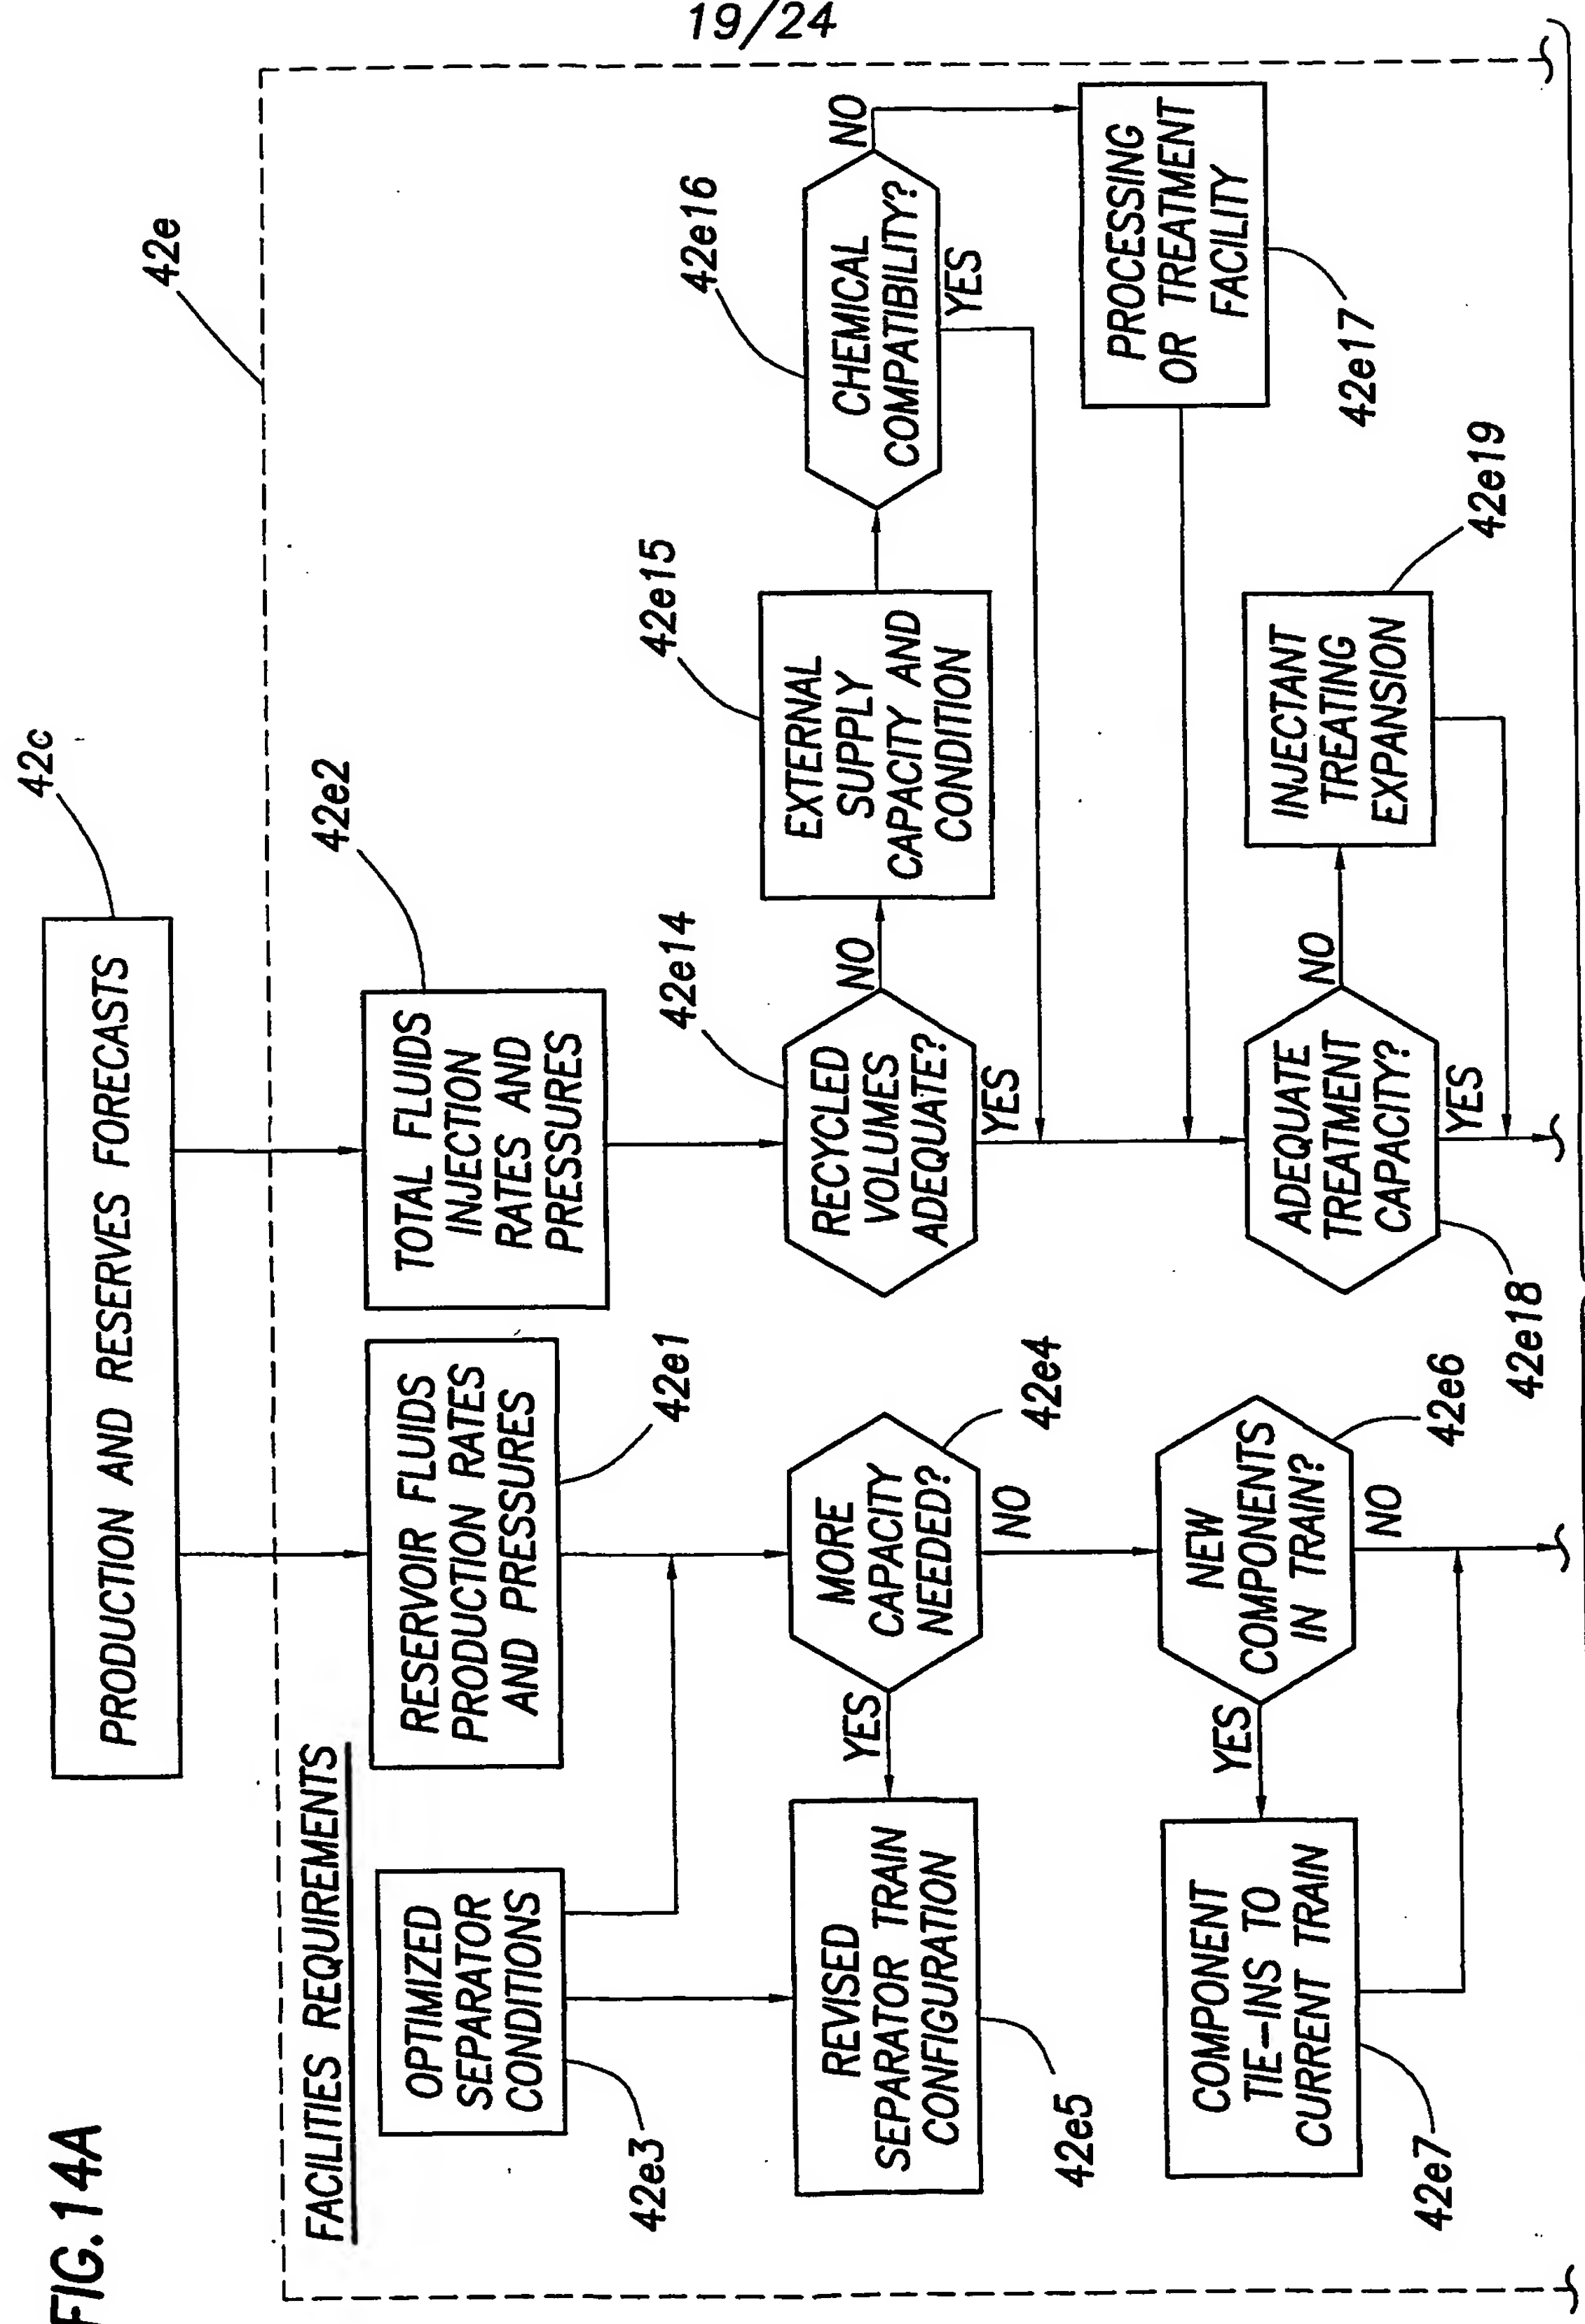 19/24
FIG.14A
PRODUCTION AND RESERVES FORECASTS
42c
42e
FACILITIES REQUIREMENTS
OPTIMIZED
SEPARATOR
CONDITIONS
42e3
RESERVOIR FLUIDS
PRODUCTION RATES
AND PRESSURES
42e1
TOTAL FLUIDS
INJECTION
RATES AND
PRESSURES
42e2
REVISED
SEPARATOR TRAIN
CONFIGURATION
42e5
YES
MORE
CAPACITY
NEEDED?
42e4
NO
RECYCLED
VOLUMES
ADEQUATE?
42e14
NO
YES
EXTERNAL
SUPPLY
CAPACITY AND
CONDITION
42e15
CHEMICAL
COMPATIBILITY?
42e16
NO
YES
PROCESSING
OR TREATMENT
FACILITY
42e17
COMPONENT
TIE-INS TO
CURRENT TRAIN
42e7
YES
NEW
COMPONENTS
IN TRAIN?
42e6
NO
ADEQUATE
TREATMENT
CAPACITY?
42e18
NO
YES
INJECTANT
TREATING
EXPANSION
42e19